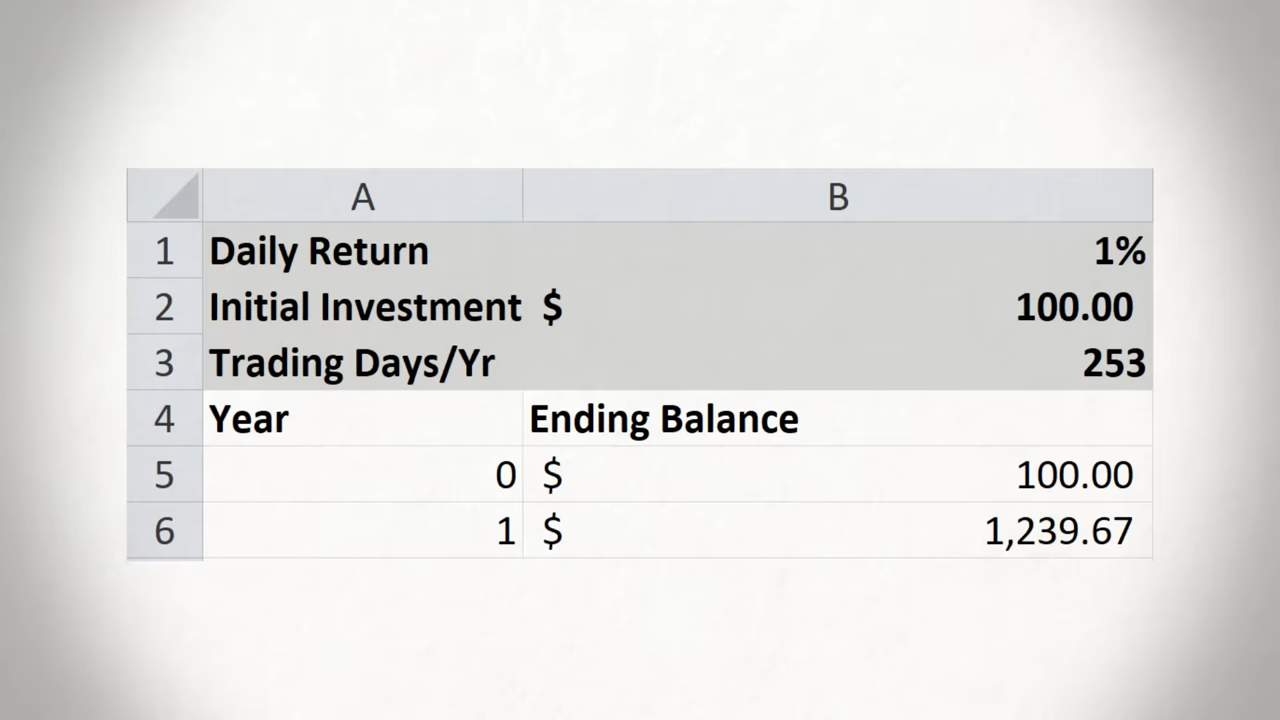 A B
1 Daily Return 1%
2 Initial Investment $ 100.00
3 Trading Days/Yr 253
4 Year Ending Balance
5 0 $ 100.00
6 1 $ 1,239.67